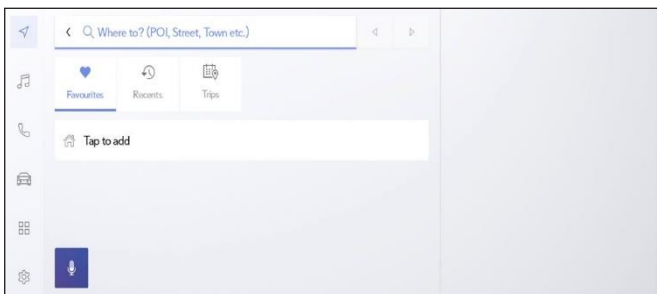 Where to? (POI, Street, Town etc.)
Favourites
Recents
Trips
Tap to add